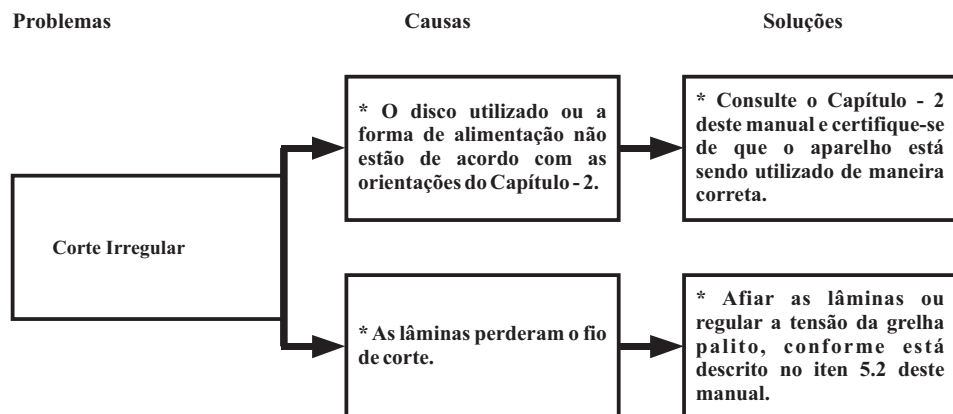 Problemas
Causas
Soluções
Corte Irregular
* O disco utilizado ou a
forma de alimentação não
estão de acordo com as
orientações do Capítulo - 2.
* Consulte o Capítulo - 2
deste manual e certifique-se
de que o aparelho está
sendo utilizado de maneira
correta.
* As lâminas perderam o fio
de corte.
* Afiar as lâminas ou
regular a tensão da grelha
palito, conforme está
descrito no iten 5.2 deste
manual.